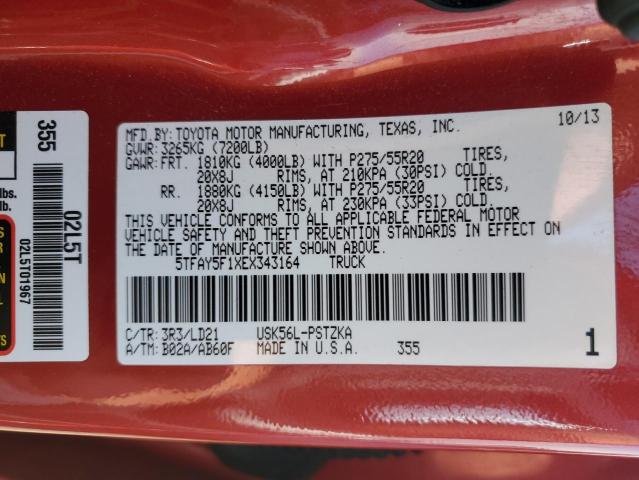 MFD.BY: TOYOTA MOTOR MANUFACTURING, TEXAS, INC. 10/13
GVWR: 3265KG (7200LB)
GAWR: FRT. 1810KG (4000LB) WITH P275/55R20 TIRES,
20X8J RIMS, AT 210KPA (30PSI) COLD.
RR. 1880KG (4150LB) WITH P275/55R20 TIRES,
20X8J RIMS, AT 230KPA (33PSI) COLD.
THIS VEHICLE CONFORMS TO ALL APPLICABLE FEDERAL MOTOR
VEHICLE SAFETY AND THEFT PREVENTION STANDARDS IN EFFECT ON
THE DATE OF MANUFACTURE SHOWN ABOVE.
5TFAY5F1XEX343164 TRUCK
C/TR: 3R3/LD21 USK56L-PSTZKA
A/TM: B02A/AB60F MADE IN U.S.A. 355 1
355
02L5T
02L5T01967
lbs.
lb.